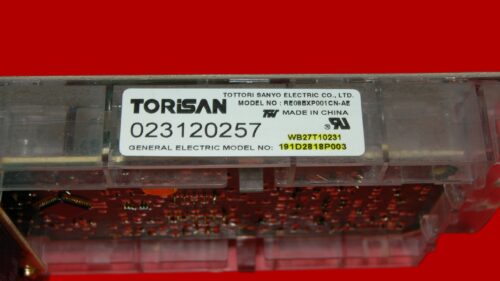 TOTTORI SANYO ELECTRIC CO., LTD.
TORiSAN
MODEL NO : RE08BXP001CN-AE
MADE IN CHINA
023120257
WB27T10231
GENERAL ELECTRIC MODEL NO: 191D2818P003